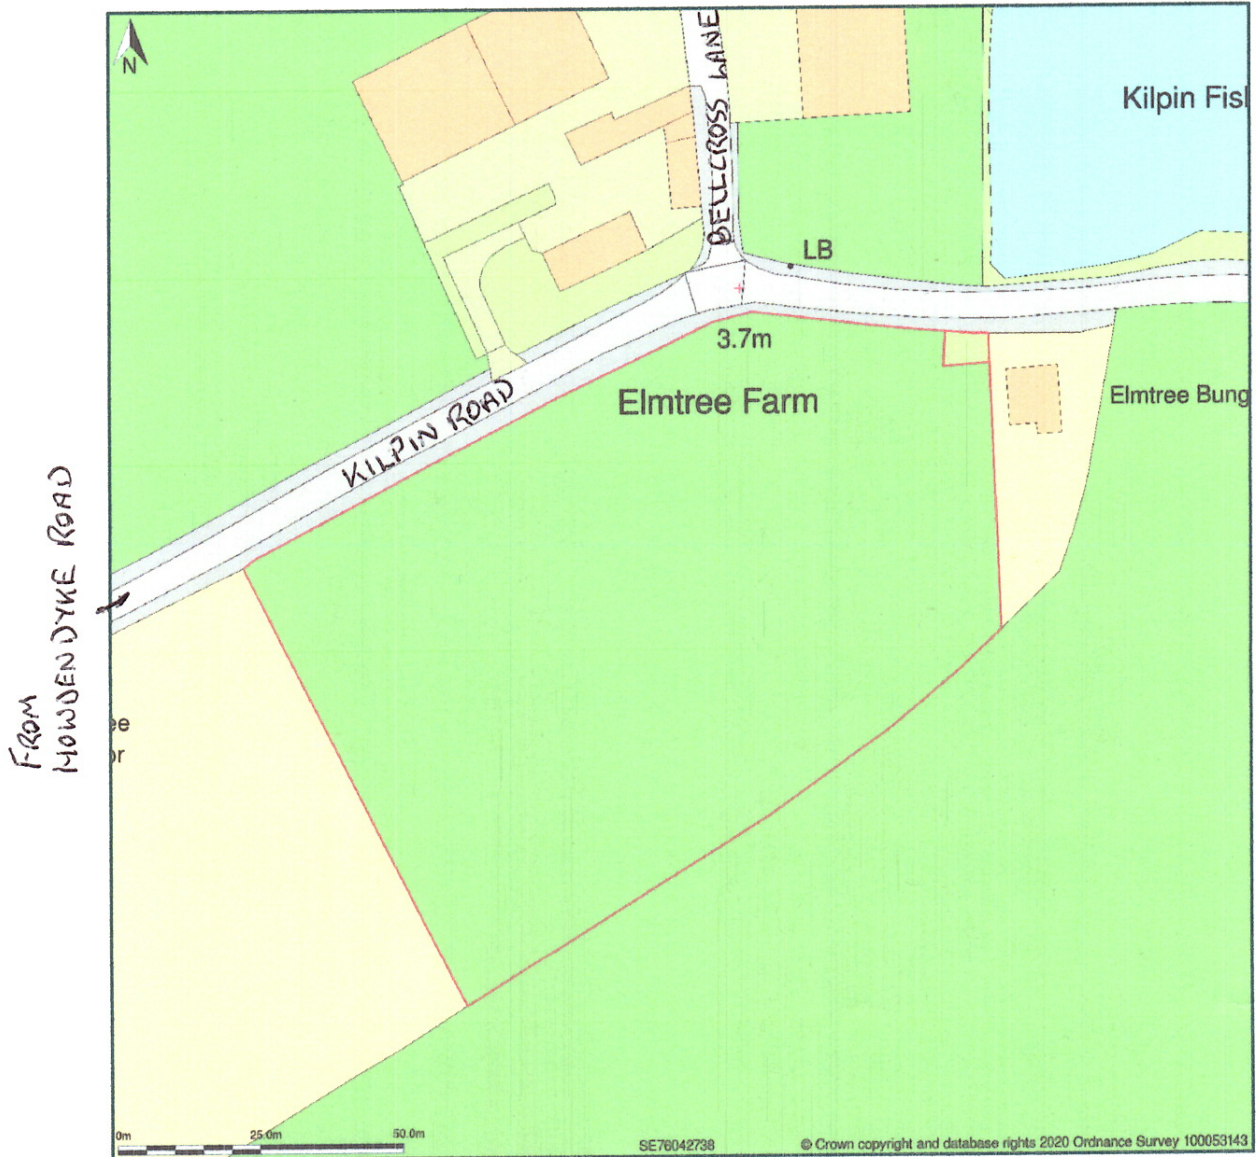 N
BELLCROSS LANE
Kilpin Fis
LB
3.7m
Elmtree Farm
Elmtree Bung
KILPIN ROAD
FROM
MOWDENDYKE ROAD
ee
or
0m 25.0m 50.0m
SE76042738
© Crown copyright and database rights 2020 Ordnance Survey 100053143